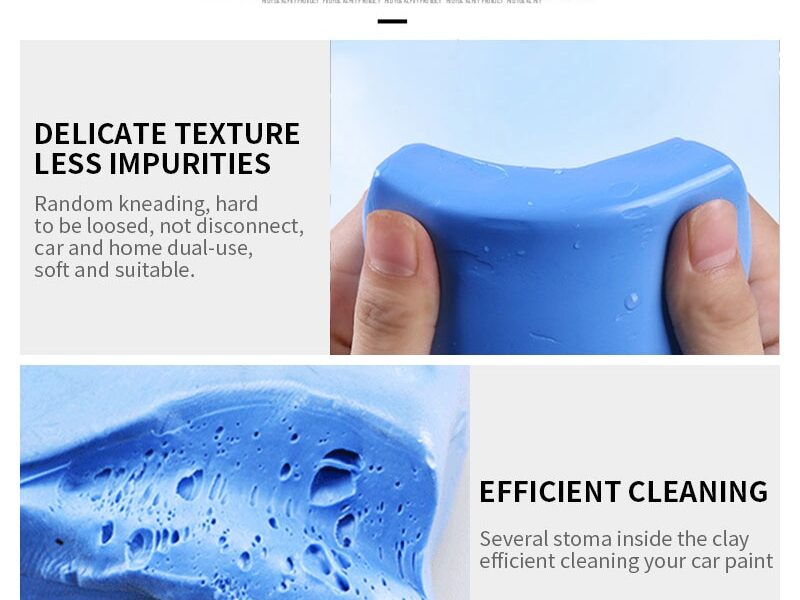 DELICATE TEXTURE
LESS IMPURITIES
Random kneading, hard
to be loosed, not disconnect,
car and home dual-use,
soft and suitable.
EFFICIENT CLEANING
Several stoma inside the clay
efficient cleaning your car paint